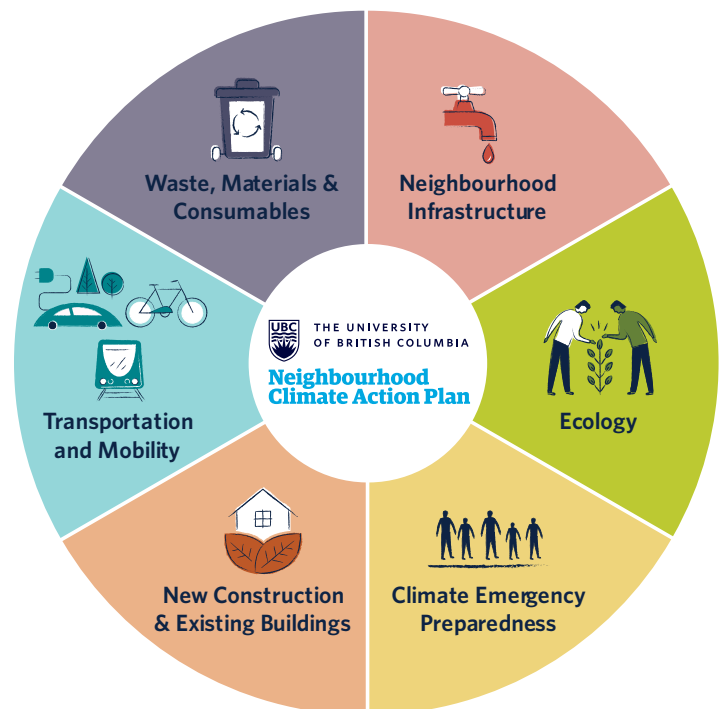 Waste, Materials &
Consumables
Neighbourhood
Infrastructure
UBC
THE UNIVERSITY
OF BRITISH COLUMBIA
Neighbourhood
Climate Action Plan
Transportation
and Mobility
Ecology
New Construction
& Existing Buildings
Climate Emergency
Preparedness